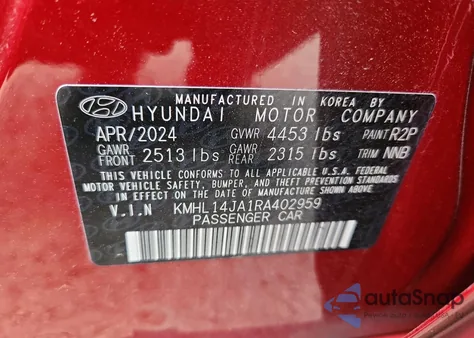 MANUFACTURED IN KOREA BY
HYUNDAI MOTOR COMPANY
APR/2024 GVWR 4453 lbs PAINT R2P
GAWR FRONT 2513 lbs GAWR REAR 2315 lbs TRIM NNB
THIS VEHICLE CONFORMS TO ALL APPLICABLE U.S.A. FEDERAL
MOTOR VEHICLE SAFETY, BUMPER, AND THEFT PREVENTION STANDARDS
IN EFFECT ON THE DATE OF MANUFACTURE SHOWN ABOVE.
V.I.N KMHL14JA1RA402959
PASSENGER CAR
autoSnap